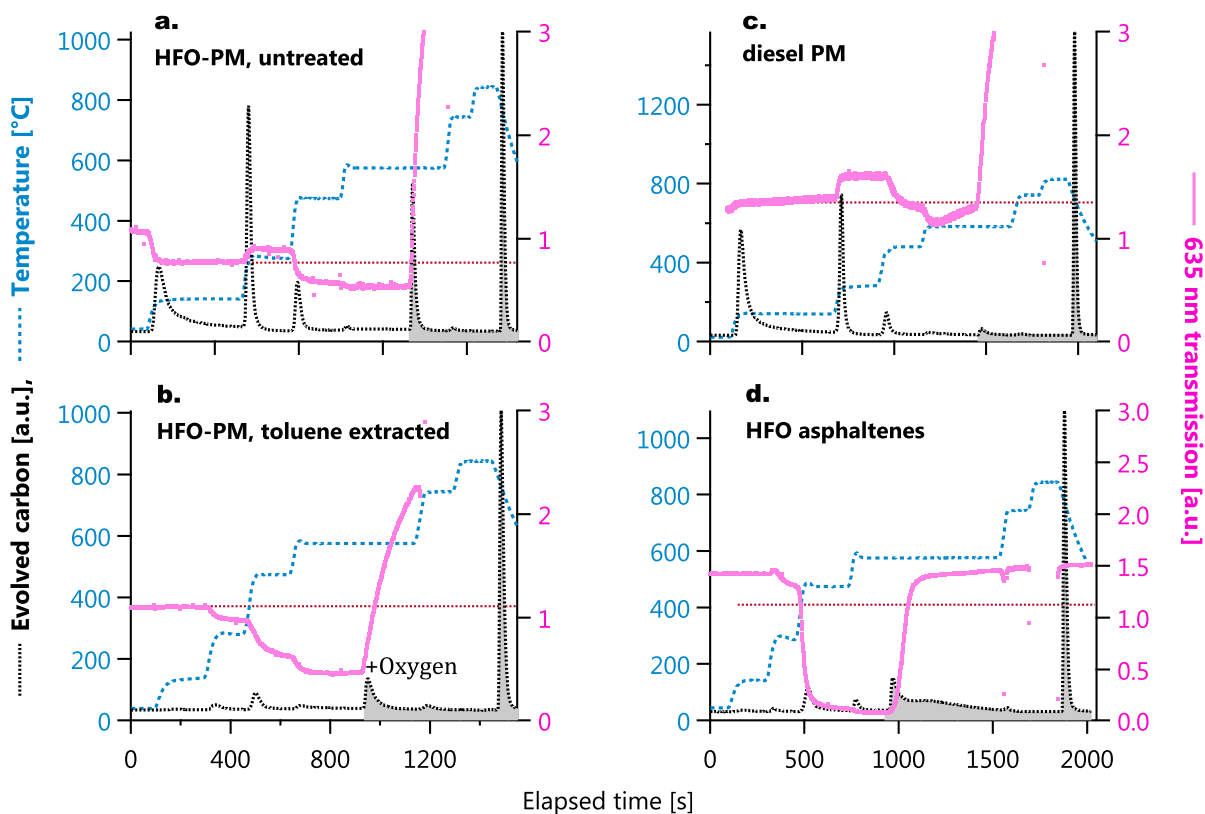 a.
HFO-PM, untreated
1000
800
600
400
200
0
3
2
1
0
c.
diesel PM
1200
800
400
0
3
2
1
0
b.
HFO-PM, toluene extracted
+Oxygen
1000
800
600
400
200
0
3
2
1
0
0 400 800 1200
d.
HFO asphaltenes
1000
800
600
400
200
0
3.0
2.5
2.0
1.5
1.0
0.5
0.0
0 500 1000 1500 2000
Elapsed time [s]
Evolved carbon [a.u.], Temperature [°C]
635 nm transmission [a.u.]